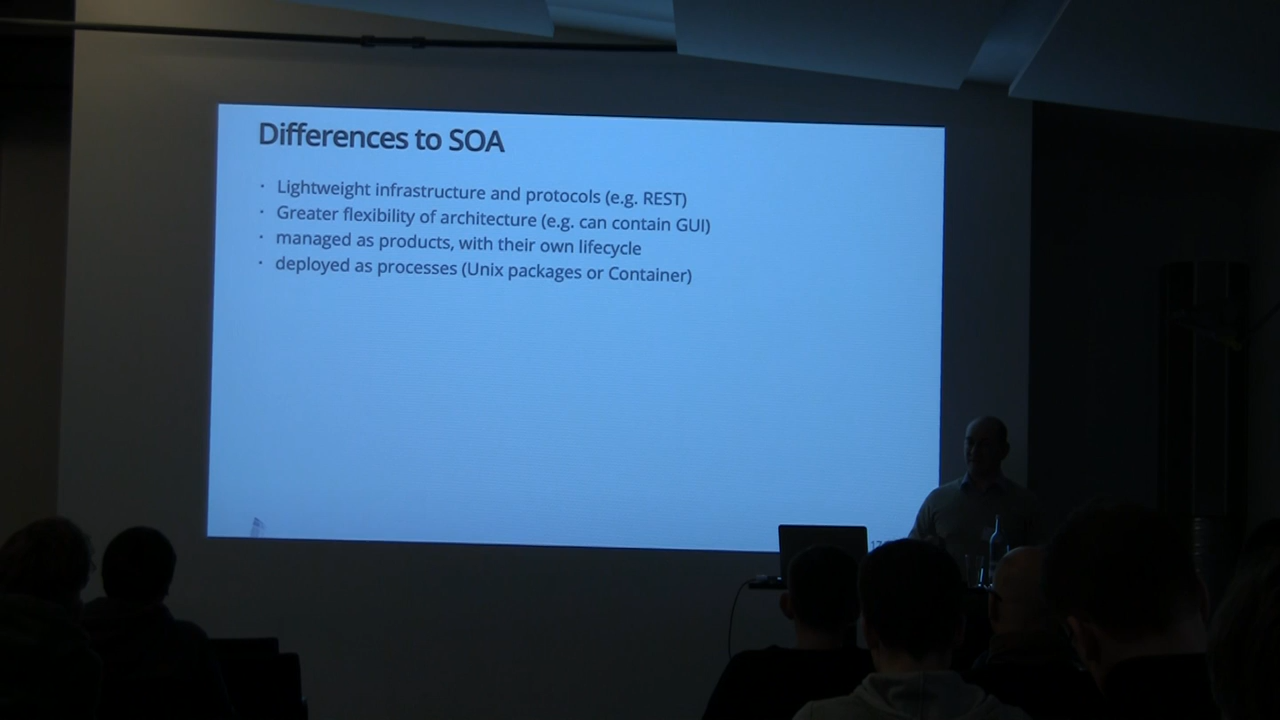 Differences to SOA
· Lightweight infrastructure and protocols (e.g. REST)
· Greater flexibility of architecture (e.g. can contain GUI)
· managed as products, with their own lifecycle
· deployed as processes (Unix packages or Container)